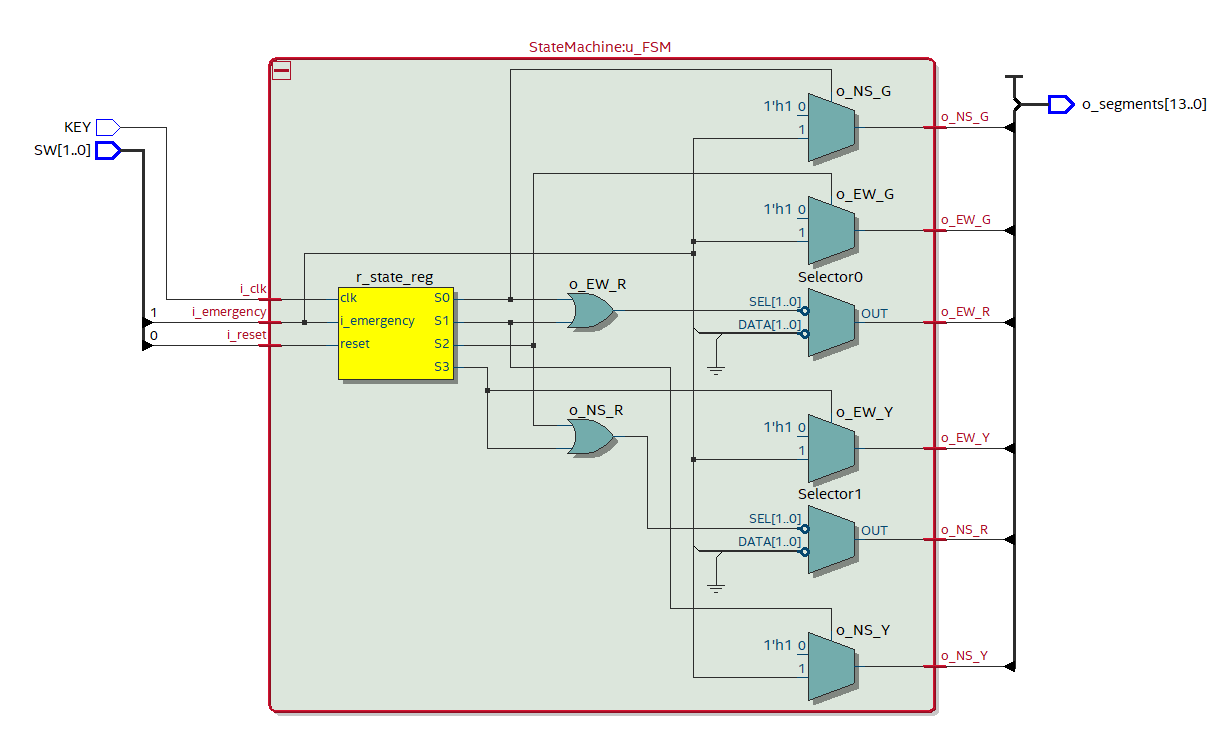 StateMachine:u_FSM
KEY
SW[1..0]
i_clk
1
i_emergency
0
i_reset
r_state_reg
clk
S0
i_emergency
S1
reset
S2
S3
o_EW_R
o_NS_R
o_NS_G
1'h1 0
1
o_NS_G
o_EW_G
1'h1 0
1
o_EW_G
Selector0
SEL[1..0]
DATA[1..0]
OUT
o_EW_R
o_EW_Y
1'h1 0
1
o_EW_Y
Selector1
SEL[1..0]
DATA[1..0]
OUT
o_NS_R
o_NS_Y
1'h1 0
1
o_NS_Y
o_segments[13..0]